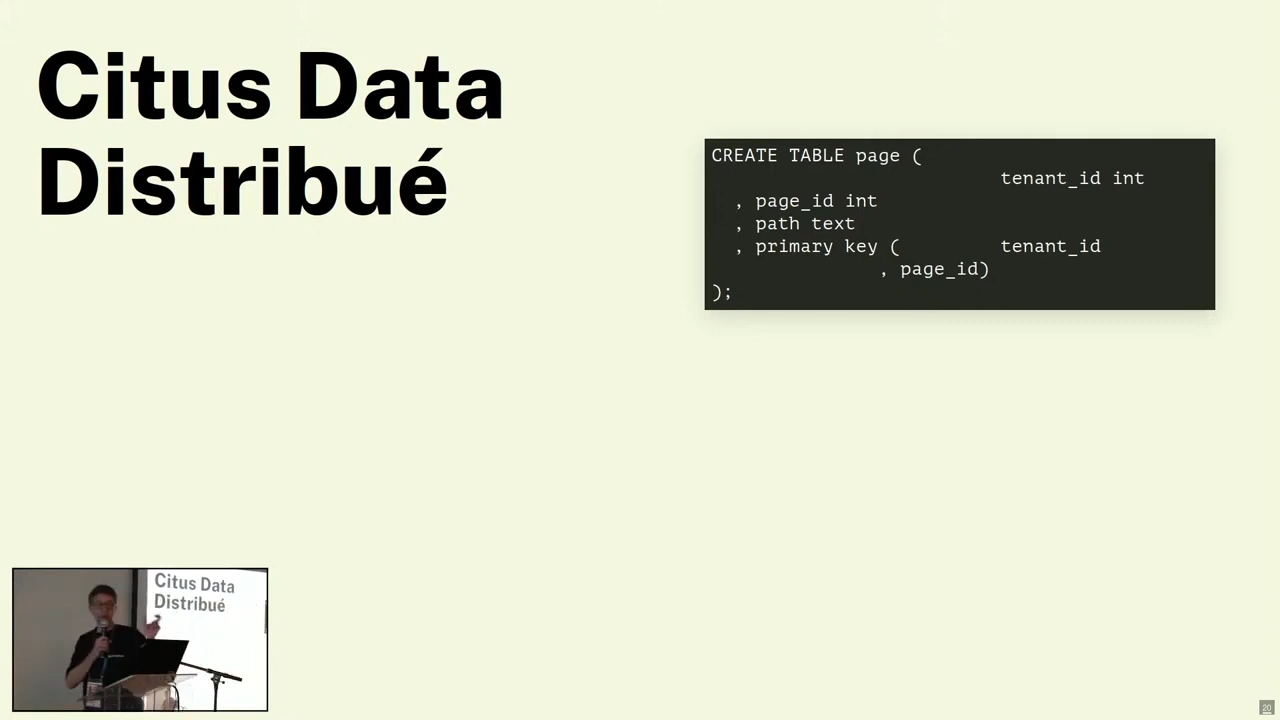 Citus Data
Distribué
CREATE TABLE page (
tenant_id int
, page_id int
, path text
, primary key ( tenant_id
, page_id)
);
Citus Data
Distribué
20